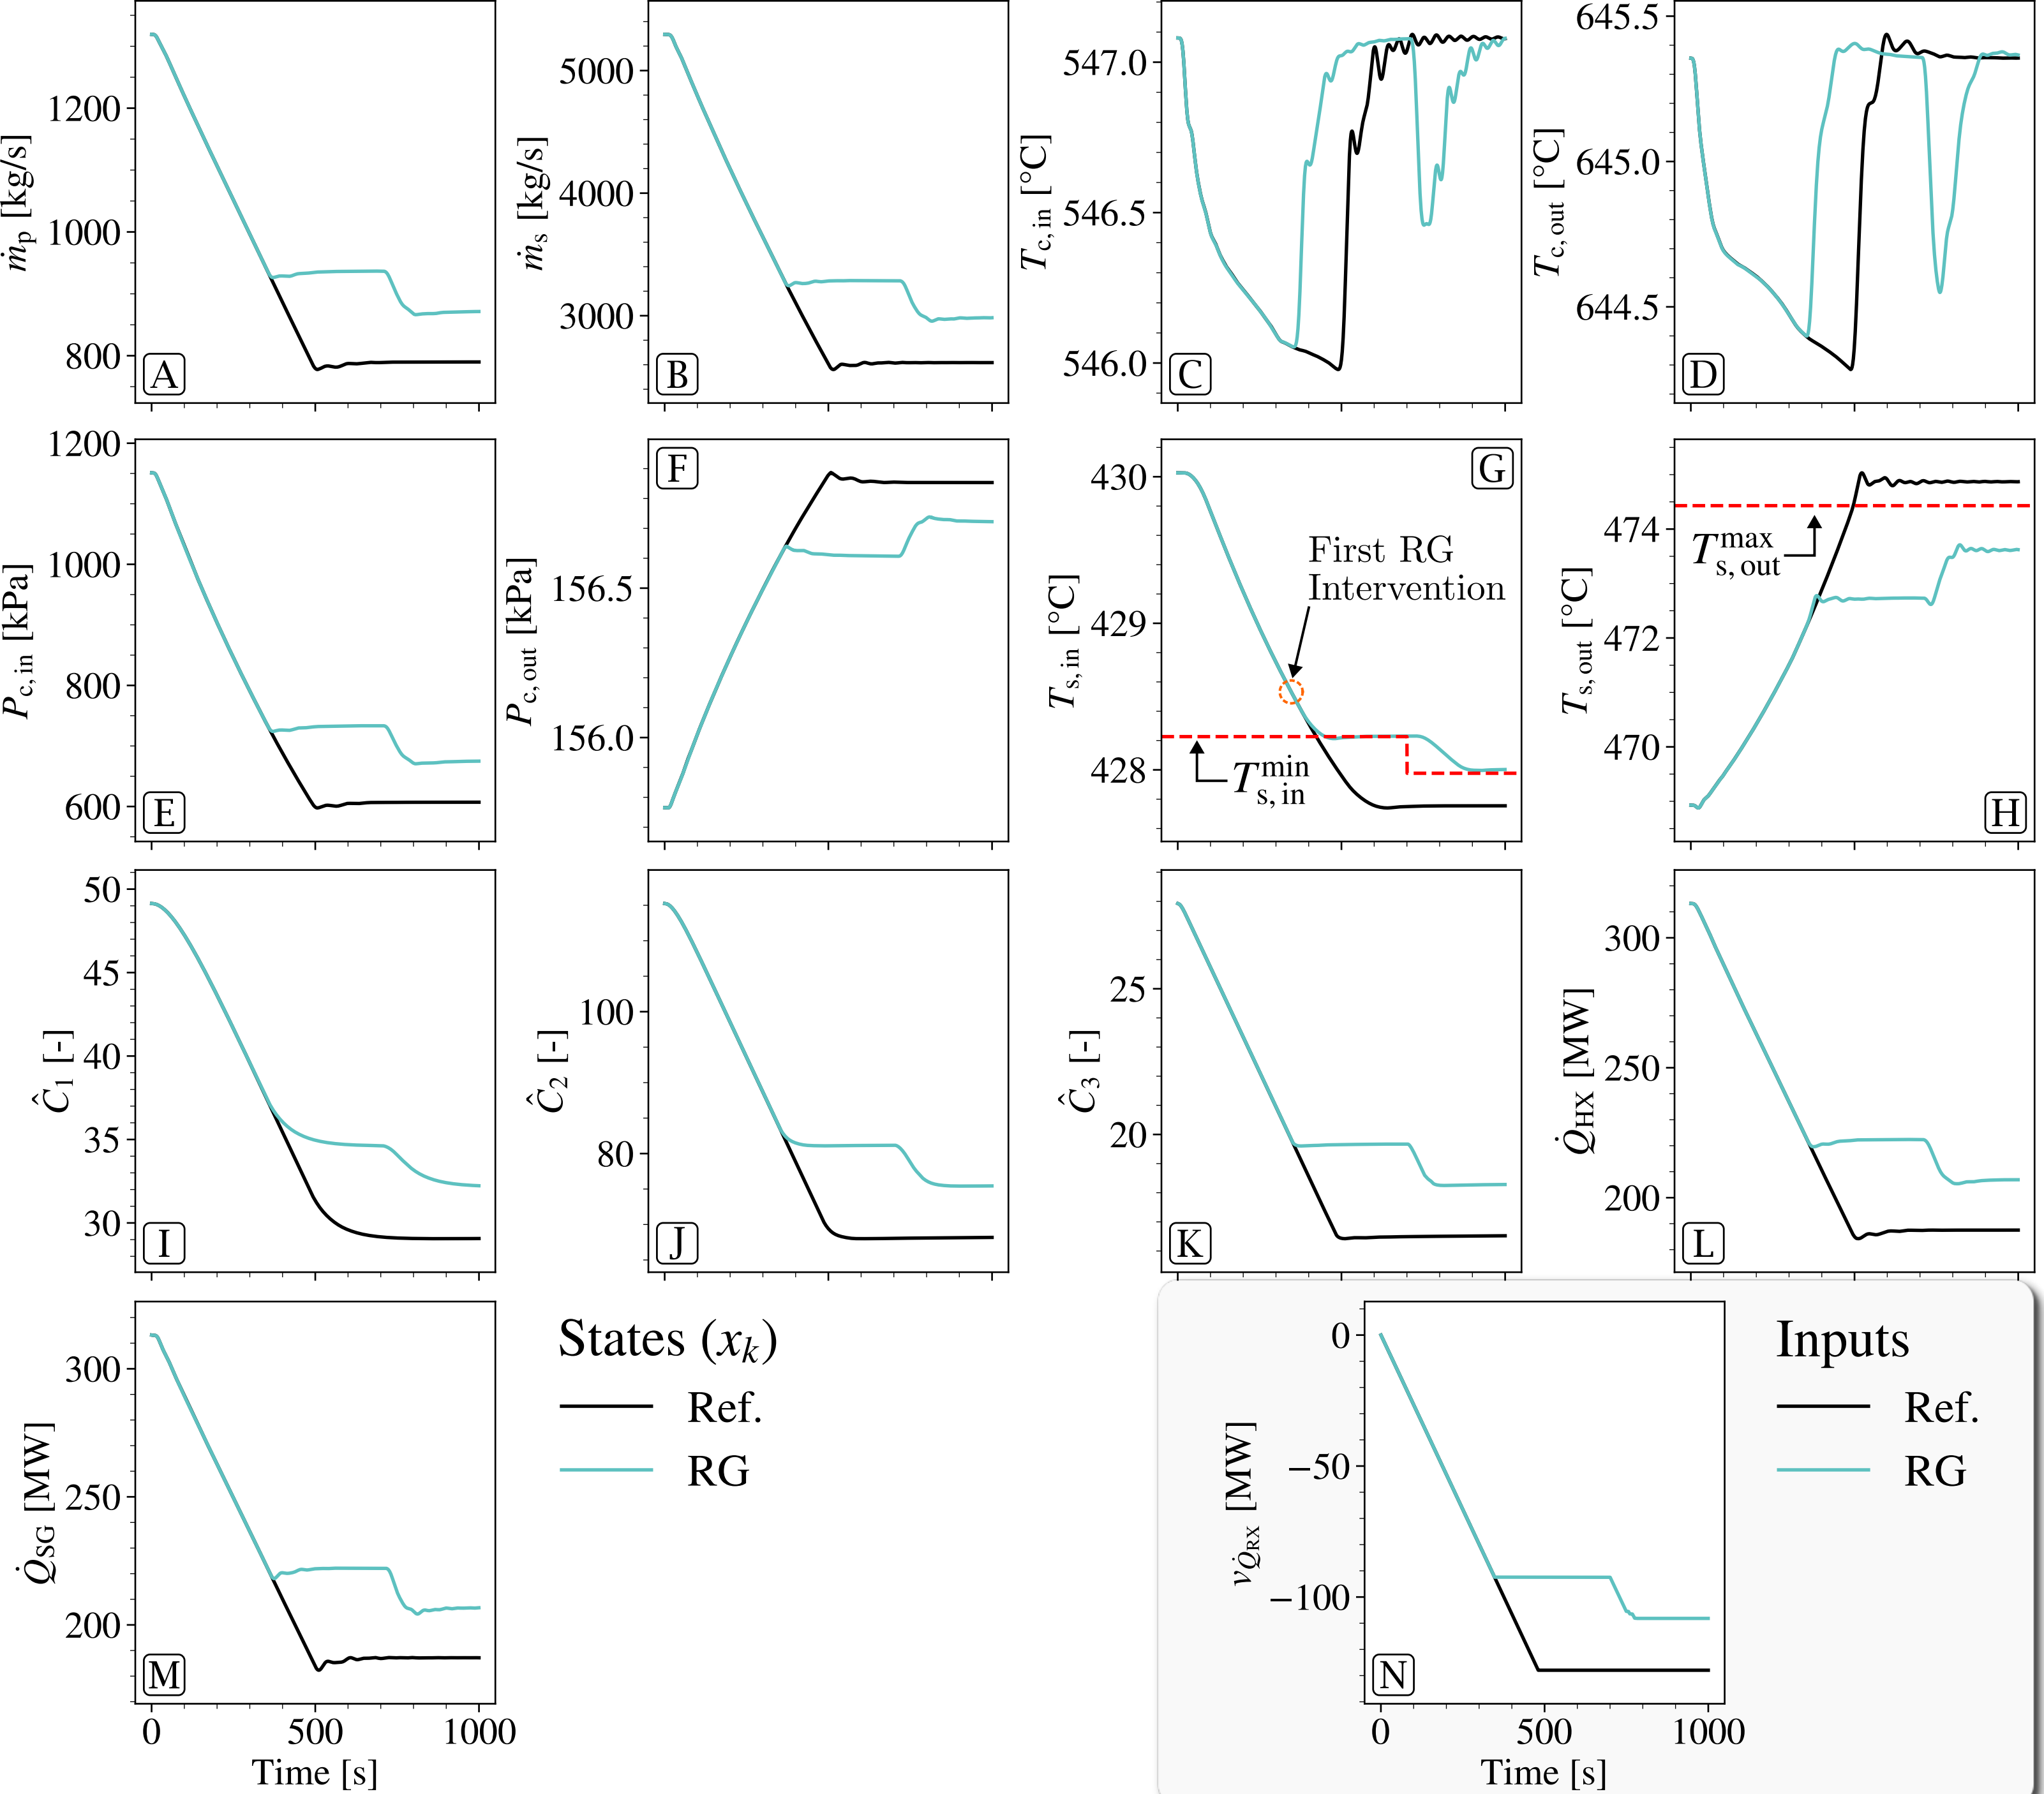 ṁp [kg/s]
1200
1000
800
A
ṁs [kg/s]
5000
4000
3000
B
Tc, in [°C]
547.0
546.5
546.0
C
Tc, out [°C]
645.5
645.0
644.5
D
Pc, in [kPa]
1200
1000
800
600
E
Pc, out [kPa]
156.5
156.0
F
Ts, in [°C]
430
429
428
First RG
Intervention
T min s, in
G
Ts, out [°C]
474
472
470
T max s, out
H
Ĉ1 [-]
50
45
40
35
30
I
Ĉ2 [-]
100
80
J
Ĉ3 [-]
25
20
K
Q̇HX [MW]
300
250
200
L
Q̇SG [MW]
300
250
200
M
0 500 1000
Time [s]
States (xk)
Ref.
RG
vQ̇RX [MW]
0
−50
−100
N
0 500 1000
Time [s]
Inputs
Ref.
RG